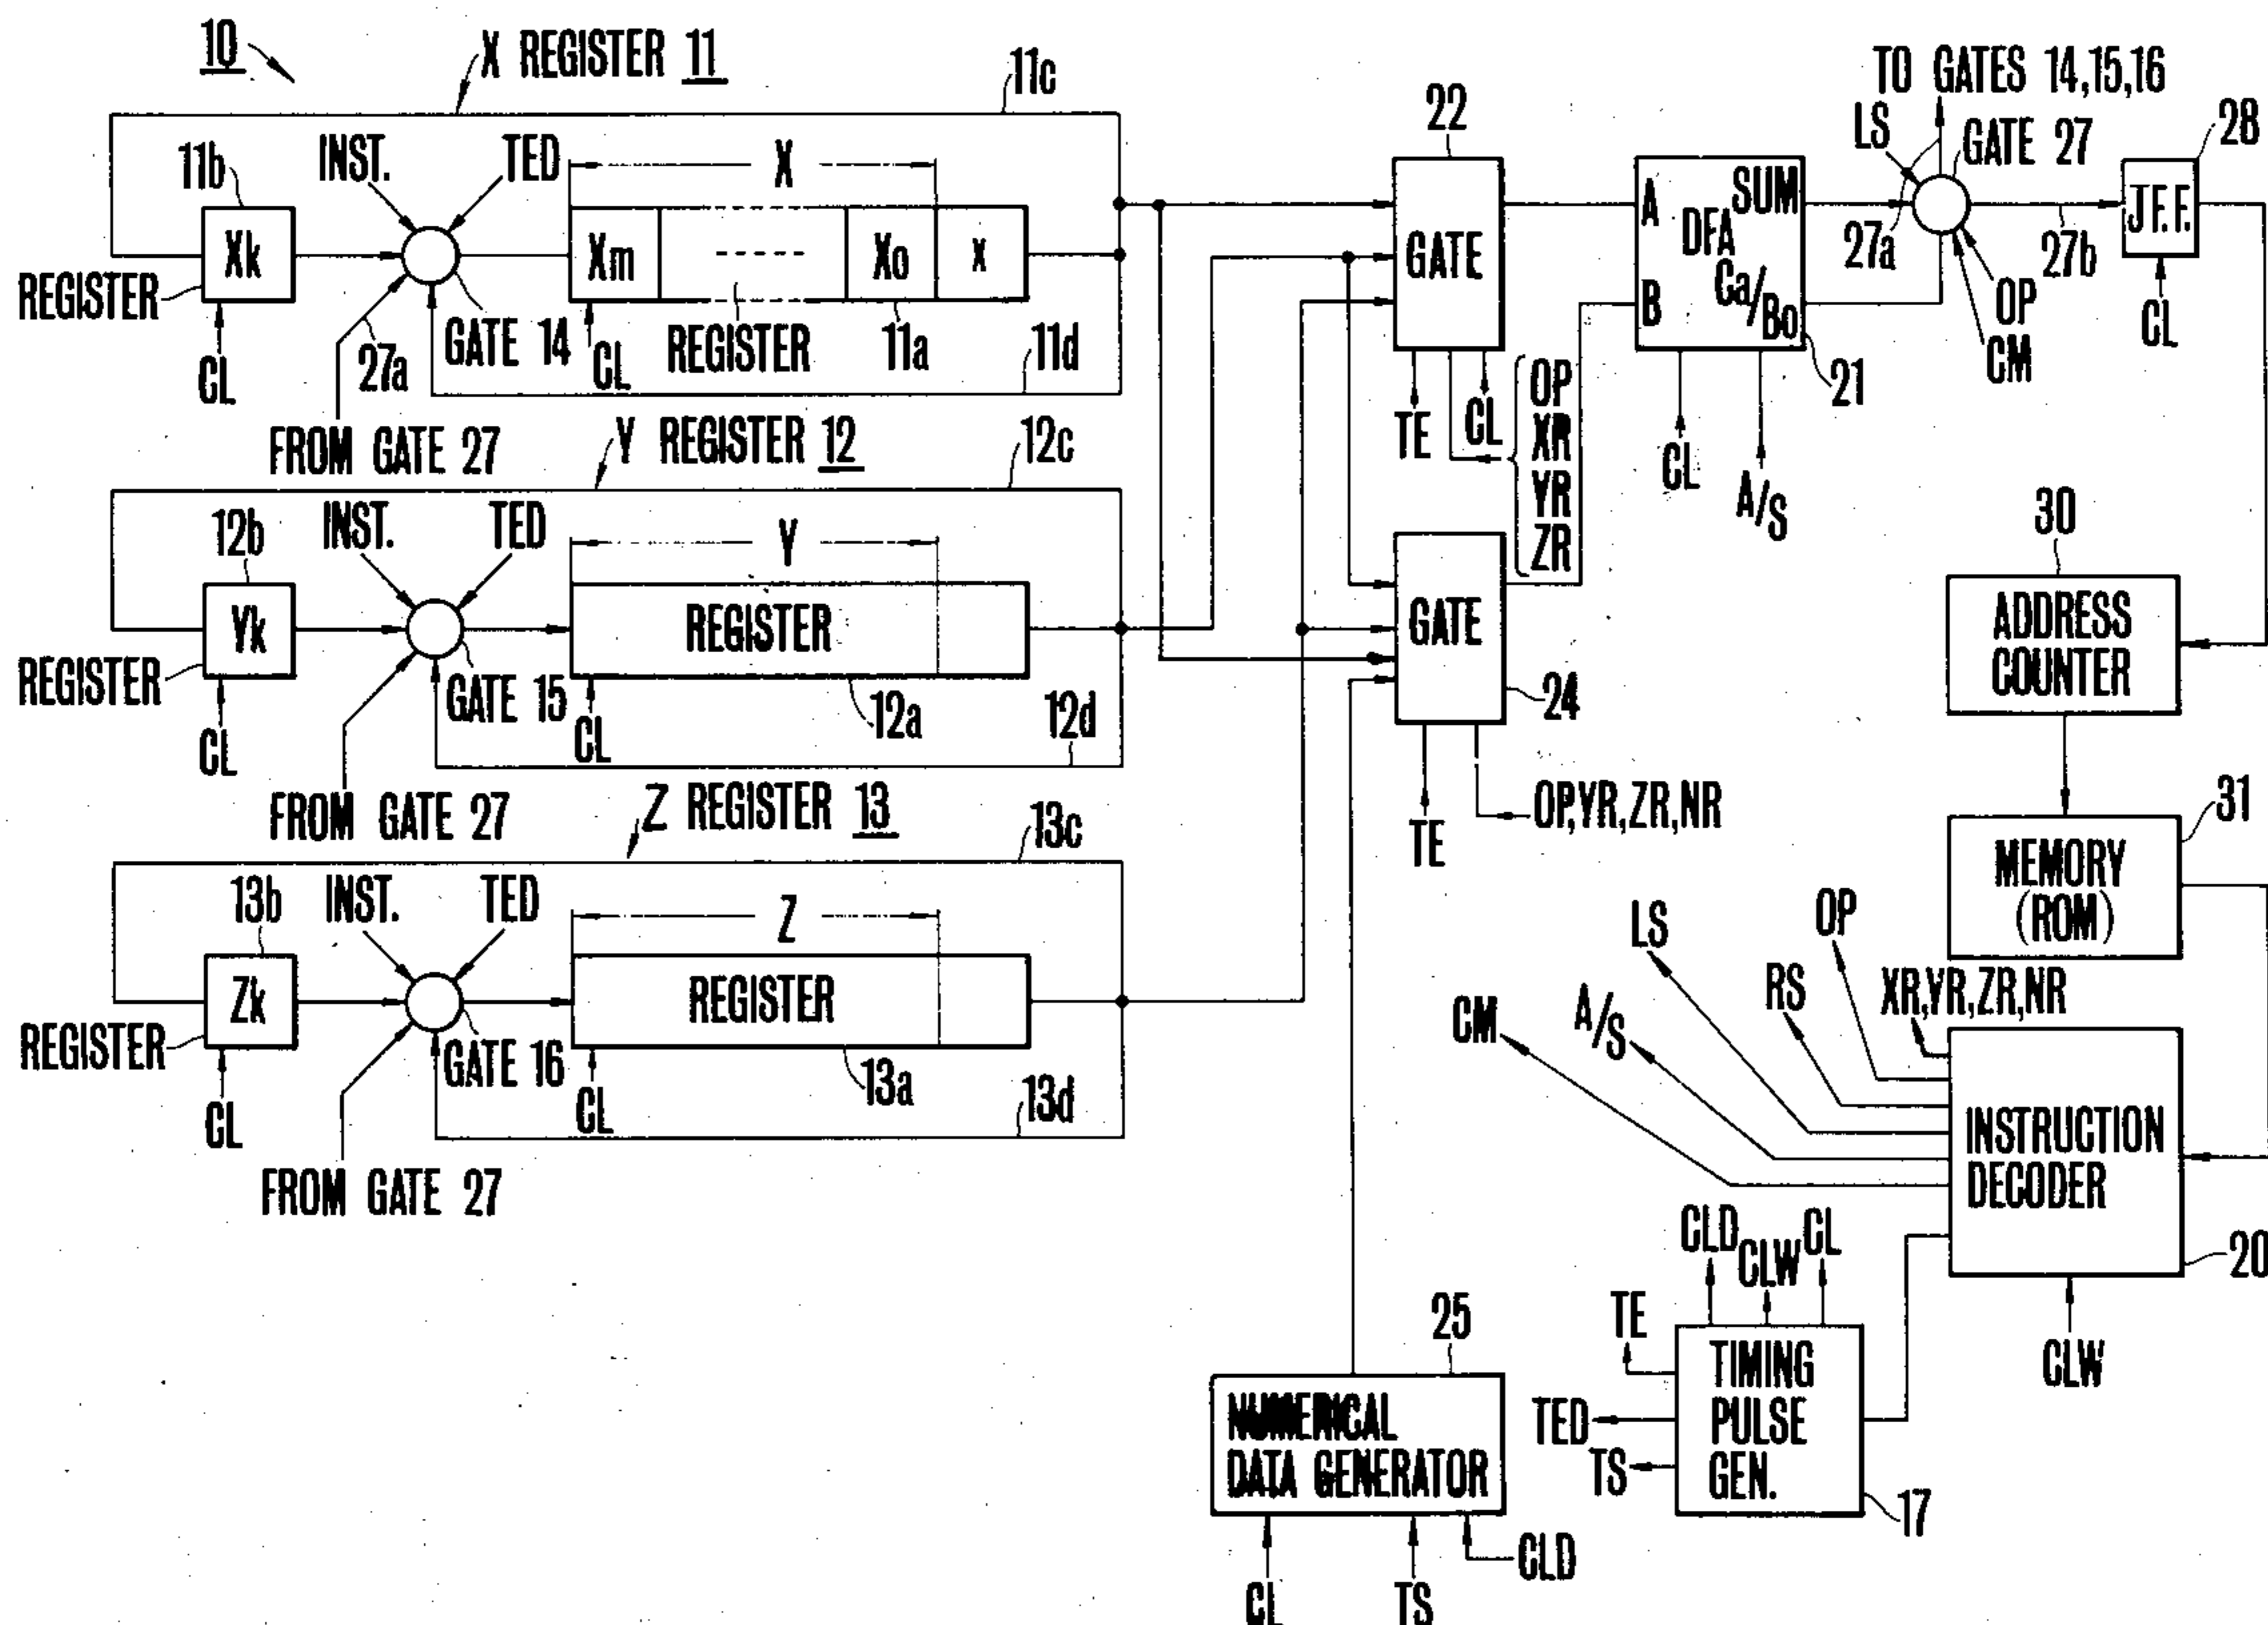 10
X REGISTER 11
11c
11b
INST.
TED
X
Xk
Xm
Xo
x
REGISTER
CL
27a
GATE 14
CL
REGISTER
11a
11d
FROM GATE 27
Y REGISTER 12
12c
12b
INST.
TED
Y
Yk
REGISTER
REGISTER
CL
GATE 15
CL
12a
12d
FROM GATE 27
Z REGISTER 13
13c
13b
INST.
TED
Z
Zk
REGISTER
REGISTER
CL
GATE 16
CL
13a
13d
FROM GATE 27
22
GATE
TE
CL
OP
XR
YR
ZR
GATE
24
TE
OP,YR,ZR,NR
A
B
DFA
SUM
Ca/Bo
21
CL
A/S
TO GATES 14,15,16
LS
GATE 27
27a
27b
OP
CM
28
J F. F.
CL
30
ADDRESS
COUNTER
31
MEMORY
(ROM)
CM
A/S
LS
RS
OP
XR,YR,ZR,NR
INSTRUCTION
DECODER
20
CLW
CLD
CLW
CL
TE
TED
TS
TIMING
PULSE
GEN.
17
25
NUMERICAL
DATA GENERATOR
CL
TS
CLD